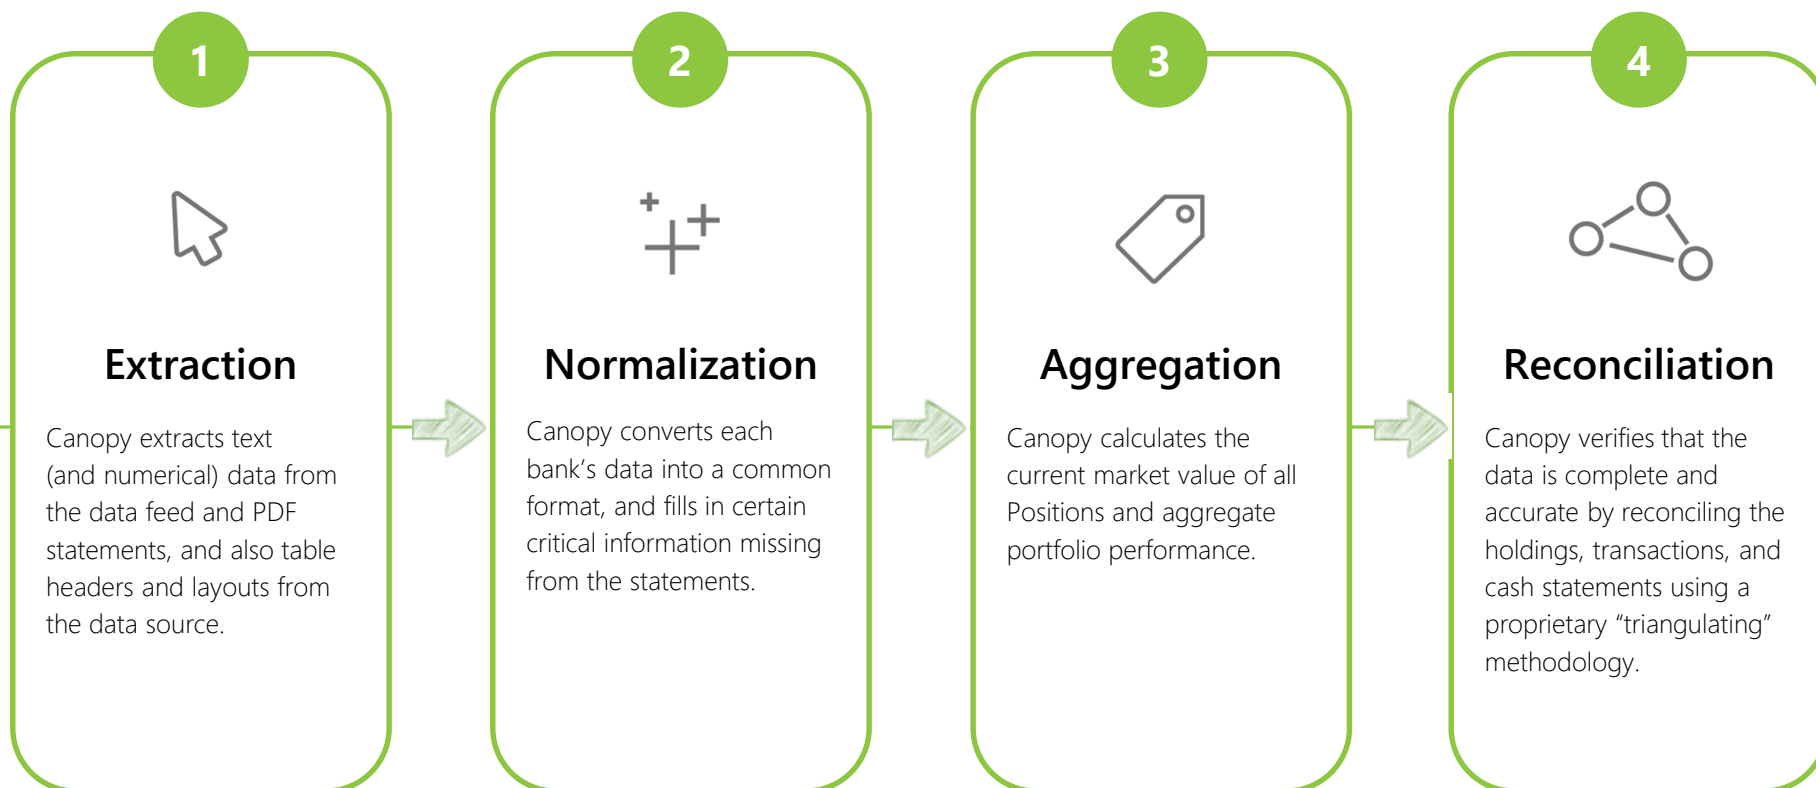 1
Extraction
Canopy extracts text
(and numerical) data from
the data feed and PDF
statements, and also table
headers and layouts from
the data source.
2
Normalization
Canopy converts each
bank’s data into a common
format, and fills in certain
critical information missing
from the statements.
3
Aggregation
Canopy calculates the
current market value of all
Positions and aggregate
portfolio performance.
4
Reconciliation
Canopy verifies that the
data is complete and
accurate by reconciling the
holdings, transactions, and
cash statements using a
proprietary “triangulating”
methodology.